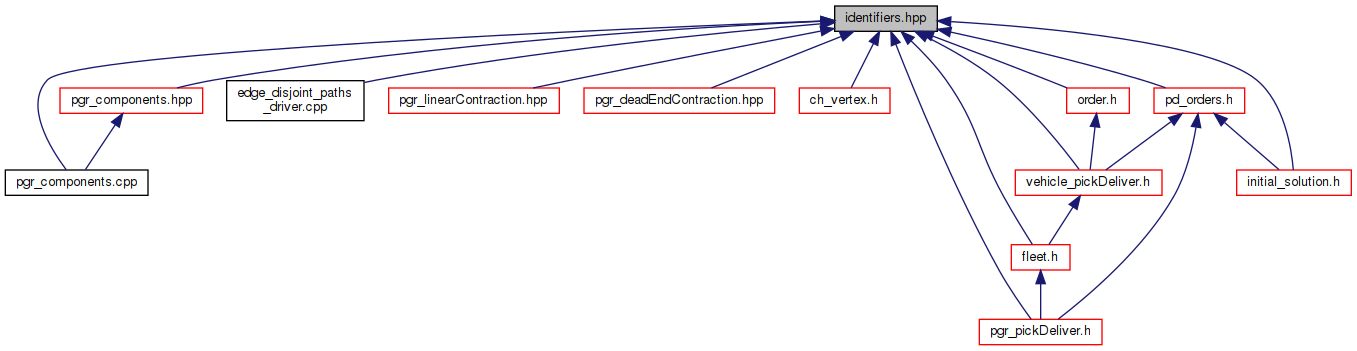 identifiers.hpp
pgr_components.hpp
edge_disjoint_paths
_driver.cpp
pgr_linearContraction.hpp
pgr_deadEndContraction.hpp
ch_vertex.h
order.h
pd_orders.h
pgr_components.cpp
vehicle_pickDeliver.h
initial_solution.h
fleet.h
pgr_pickDeliver.h